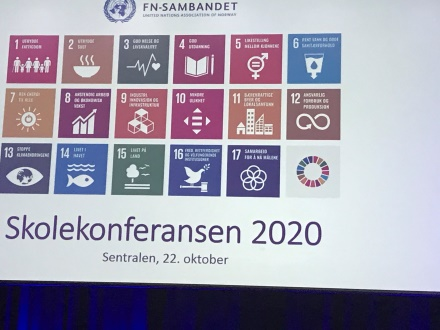 FN-SAMBANDET
UNITED NATIONS ASSOCIATION OF NORWAY
1 UTRYDDE FATTIGDOM
2 UTRYDDE SULT
3 GOD HELSE OG LIVSKVALITET
4 GOD UTDANNING
5 LIKESTILLING MELLOM KJØNNENE
6 RENT VANN OG GODE SANITÆRFORHOLD
7 REN ENERGI TIL ALLE
8 ANSTENDIG ARBEID OG ØKONOMISK VEKST
9 INDUSTRI, INNOVASJON OG INFRASTRUKTUR
10 MINDRE ULIKHET
11 BÆREKRAFTIGE BYER OG LOKALSAMFUNN
12 ANSVARLIG FORBRUK OG PRODUKSJON
13 STOPPE KLIMAENDRINGENE
14 LIVET I HAVET
15 LIVET PÅ LAND
16 FRED, RETTFERDIGHET OG VELFUNGERENDE INSTITUSJONER
17 SAMARBEID FOR Å NÅ MÅLENE
Skolekonferansen 2020
Sentralen, 22. oktober